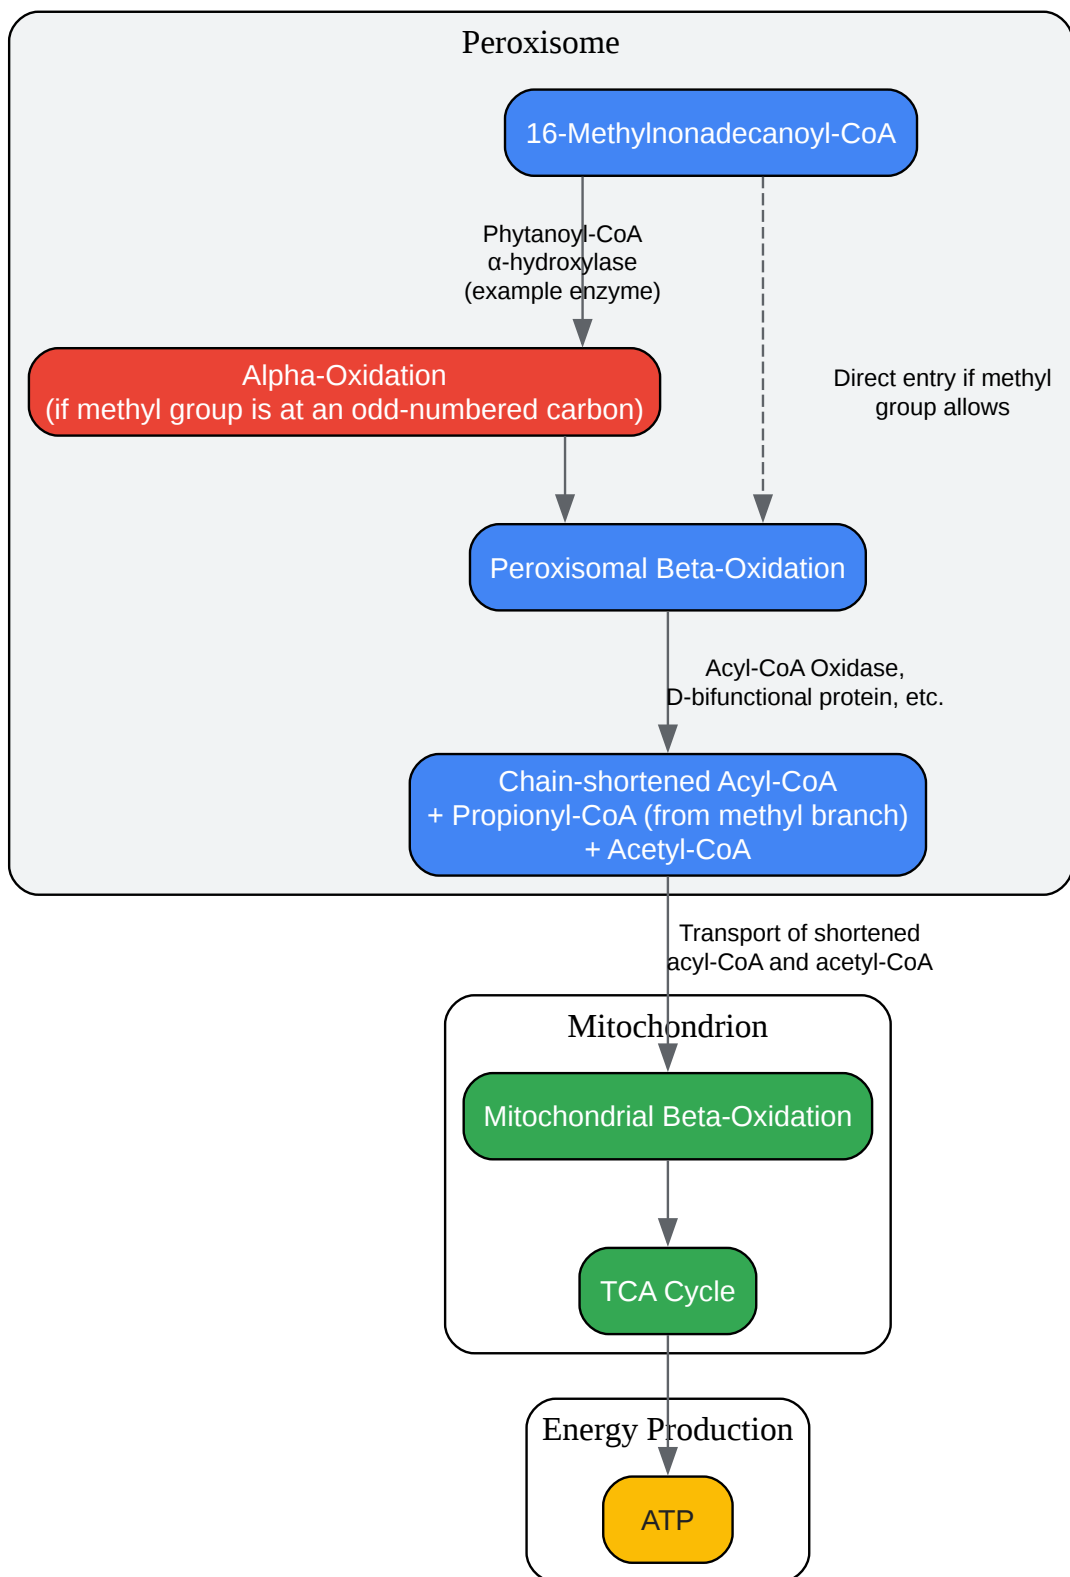 Peroxisome
16-Methylnonadecanoyl-CoA
Phytanoyl-CoA
α-hydroxylase
(example enzyme)
Alpha-Oxidation
(if methyl group is at an odd-numbered carbon)
Direct entry if methyl
group allows
Peroxisomal Beta-Oxidation
Acyl-CoA Oxidase,
D-bifunctional protein, etc.
Chain-shortened Acyl-CoA
+ Propionyl-CoA (from methyl branch)
+ Acetyl-CoA
Transport of shortened
acyl-CoA and acetyl-CoA
Mitochondrion
Mitochondrial Beta-Oxidation
TCA Cycle
Energy Production
ATP